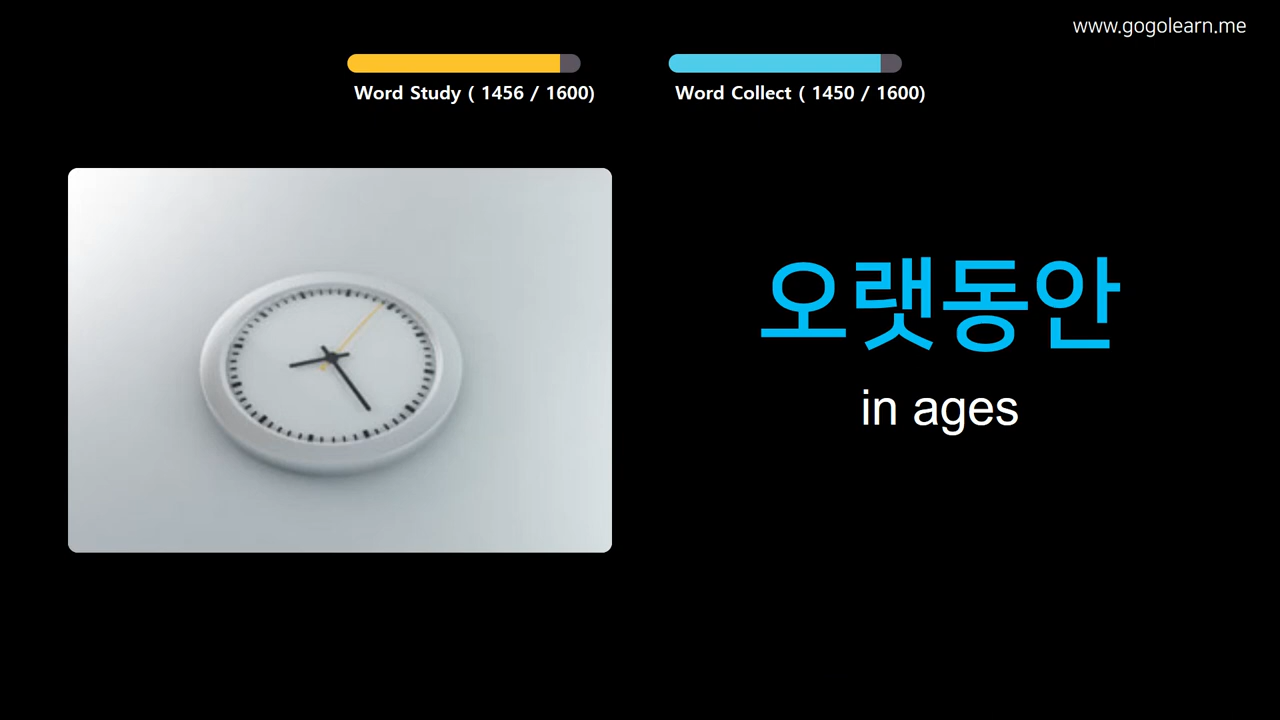 www.gogolearn.me
Word Study ( 1456 / 1600)
Word Collect ( 1450 / 1600)
오랫동안
in ages